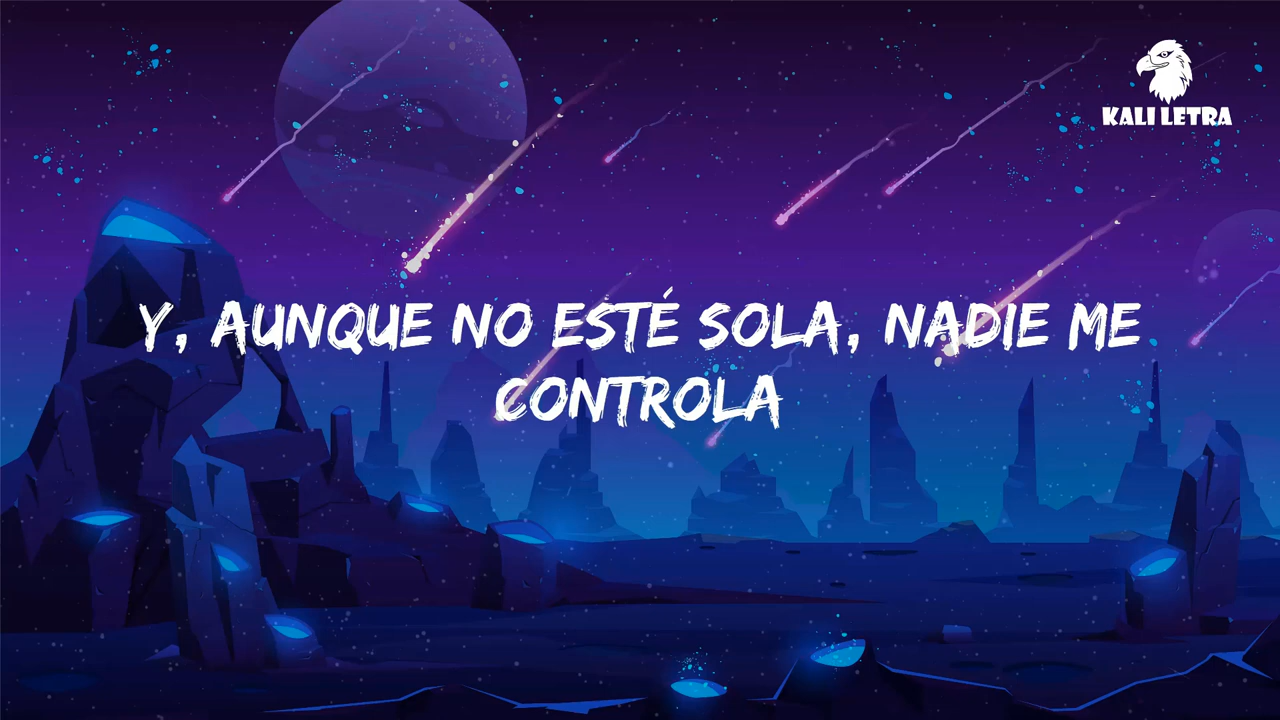 KALI LETRA
Y, AUNQUE NO ESTÉ SOLA, NADIE ME
CONTROLA